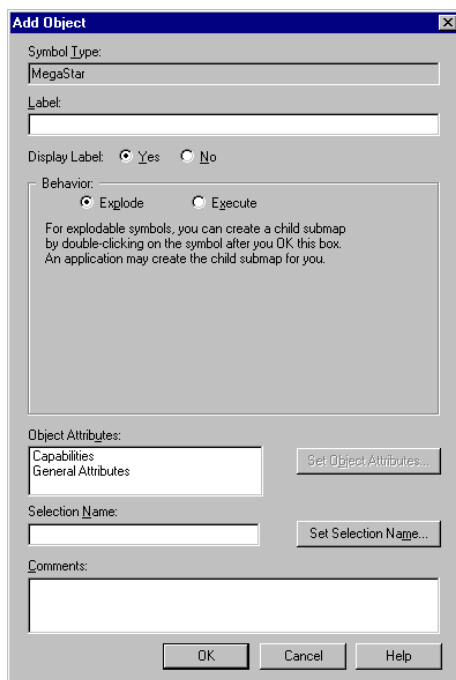 Add Object
Symbol Type:
MegaStar
Label:
Display Label: Yes No
Behavior:
Explode Execute
For explodable symbols, you can create a child submap
by double-clicking on the symbol after you OK this box.
An application may create the child submap for you.
Object Attributes:
Capabilities
General Attributes
Set Object Attributes...
Selection Name:
Set Selection Name...
Comments:
OK Cancel Help